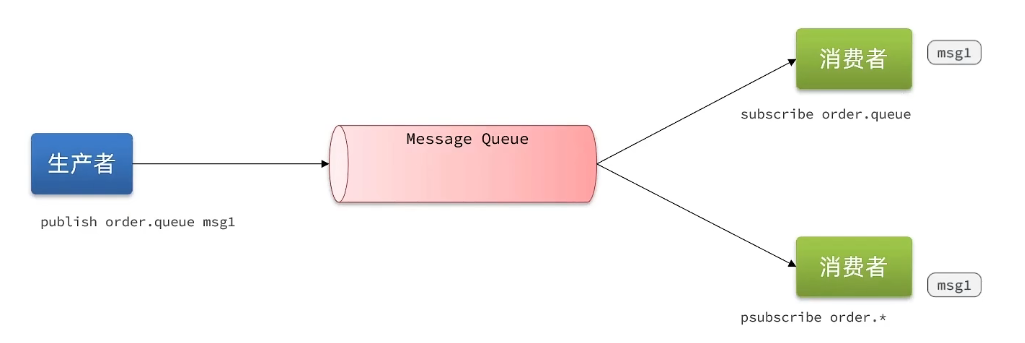 消费者
msg1
subscribe order.queue
Message Queue
生产者
publish order.queue msg1
消费者
msg1
psubscribe order.*